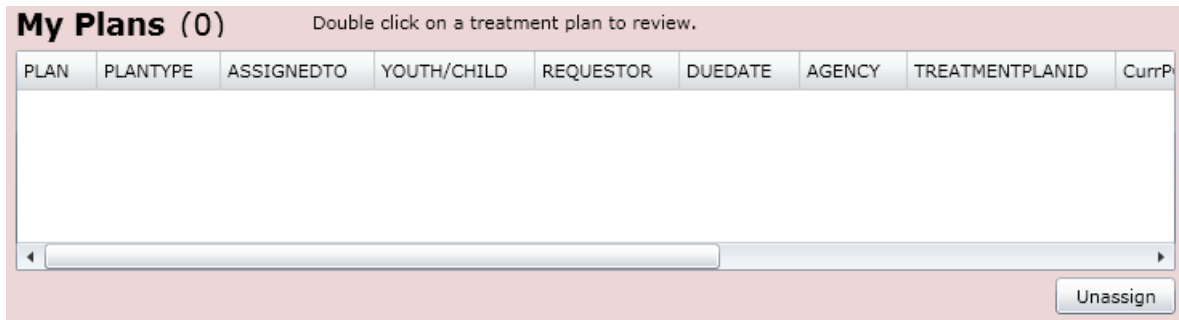 My Plans (0) Double click on a treatment plan to review.
PLAN PLANTYPE ASSIGNEDTO YOUTH/CHILD REQUESTOR DUEDATE AGENCY TREATMENTPLANID
Unassign